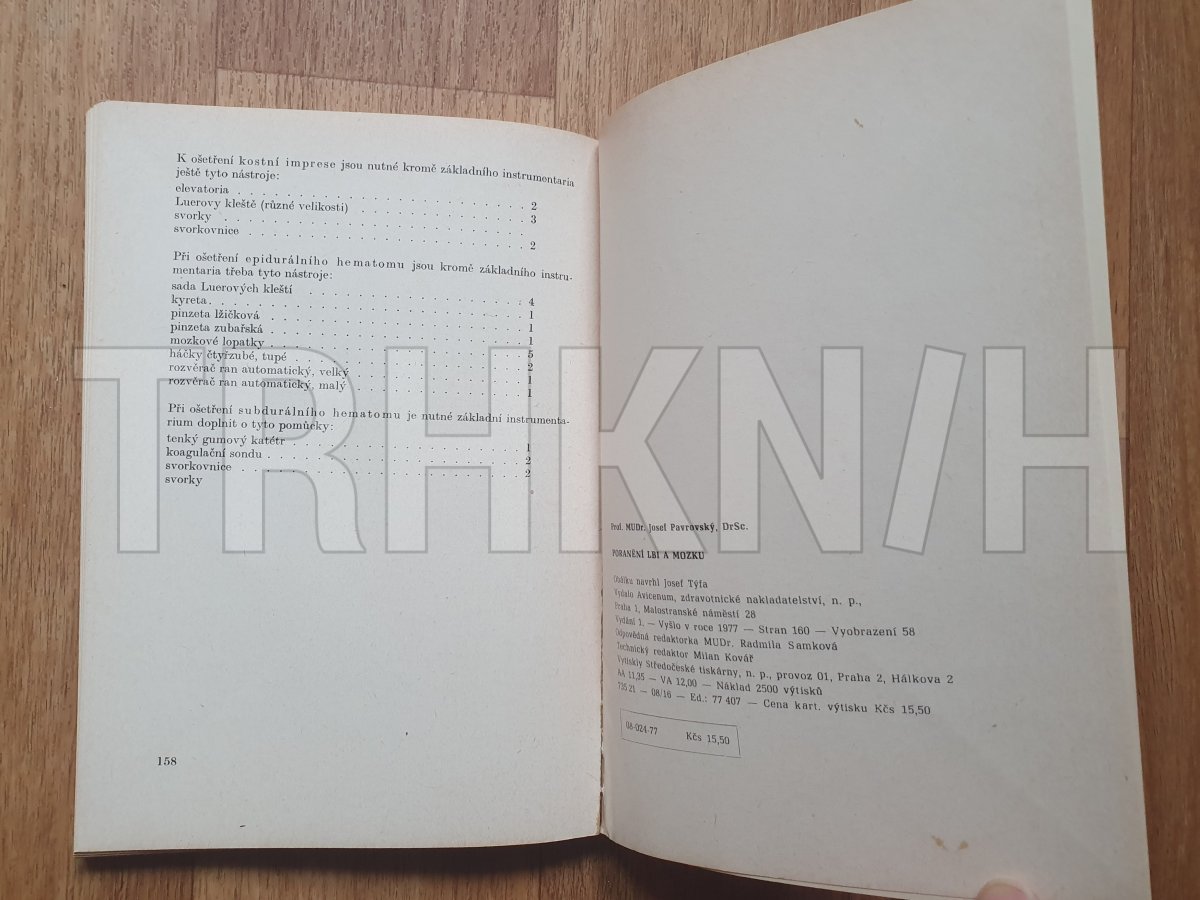 K ošetření kostní imprese jsou nutné kromě základního instrumentaria
ještě tyto nástroje:
elevatoria . . . . . . . . . . . . . . . . . . . . 2
Luerovy kleště (různé velikosti) . . . . . . . . . . . . 3
svorky . . . . . . . . . . . . . . . . . . . .
svorkovnice . . . . . . . . . . . . . . . . . . . . 2
Při ošetření epidurálního hematomu jsou kromě základního instru-
mentaria třeba tyto nástroje:
sada Luerových kleští . . . . . . . . . . . . . . . 4
kyreta . . . . . . . . . . . . . . . . . . . . 1
pinzeta lžičková . . . . . . . . . . . . . . . . . . 1
pinzeta zubařská . . . . . . . . . . . . . . . . . . 1
mozkové lopatky . . . . . . . . . . . . . . . . . . 5
háčky čtyřzubé, tupé . . . . . . . . . . . . . . . . 2
rozvěrač ran automatický, velký . . . . . . . . . . . . 1
rozvěrač ran automatický, malý . . . . . . . . . . . . 1
Při ošetření subdurálního hematomu je nutné základní instrumenta-
rium doplnit o tyto pomůcky:
tenký gumový katétr . . . . . . . . . . . . . . . . 1
koagulační sondu . . . . . . . . . . . . . . . . . . 2
svorkovnice . . . . . . . . . . . . . . . . . . . . 2
svorky
158
Prof. MUDr. Josef Pavrovský, DrSc.
PORANĚNÍ LBI A MOZKU
Obálku navrhl Josef Týfa
Vydalo Avicenum, zdravotnické nakladatelství, n. p.,
Praha 1, Malostranské náměstí 28
Vydání 1. — Vyšlo v roce 1977 — Stran 160 — Vyobrazení 58
Odpovědná redaktorka MUDr. Radmila Samková
Technický redaktor Milan Kovář
Vytiskly Středočeské tiskárny, n. p., provoz 01, Praha 2, Hálkova 2
AA 11,25 — VA 12,00 — Náklad 2500 výtisků
735 21 — 08/16 — Ed.: 77 407 — Cena kart. výtisku Kčs 15,50
08-024-77 Kčs 15,50
TRHKNIH